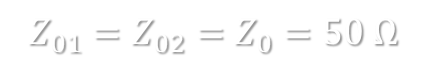 Z₀₁ = Z₀₂ = Z₀ = 50 Ω